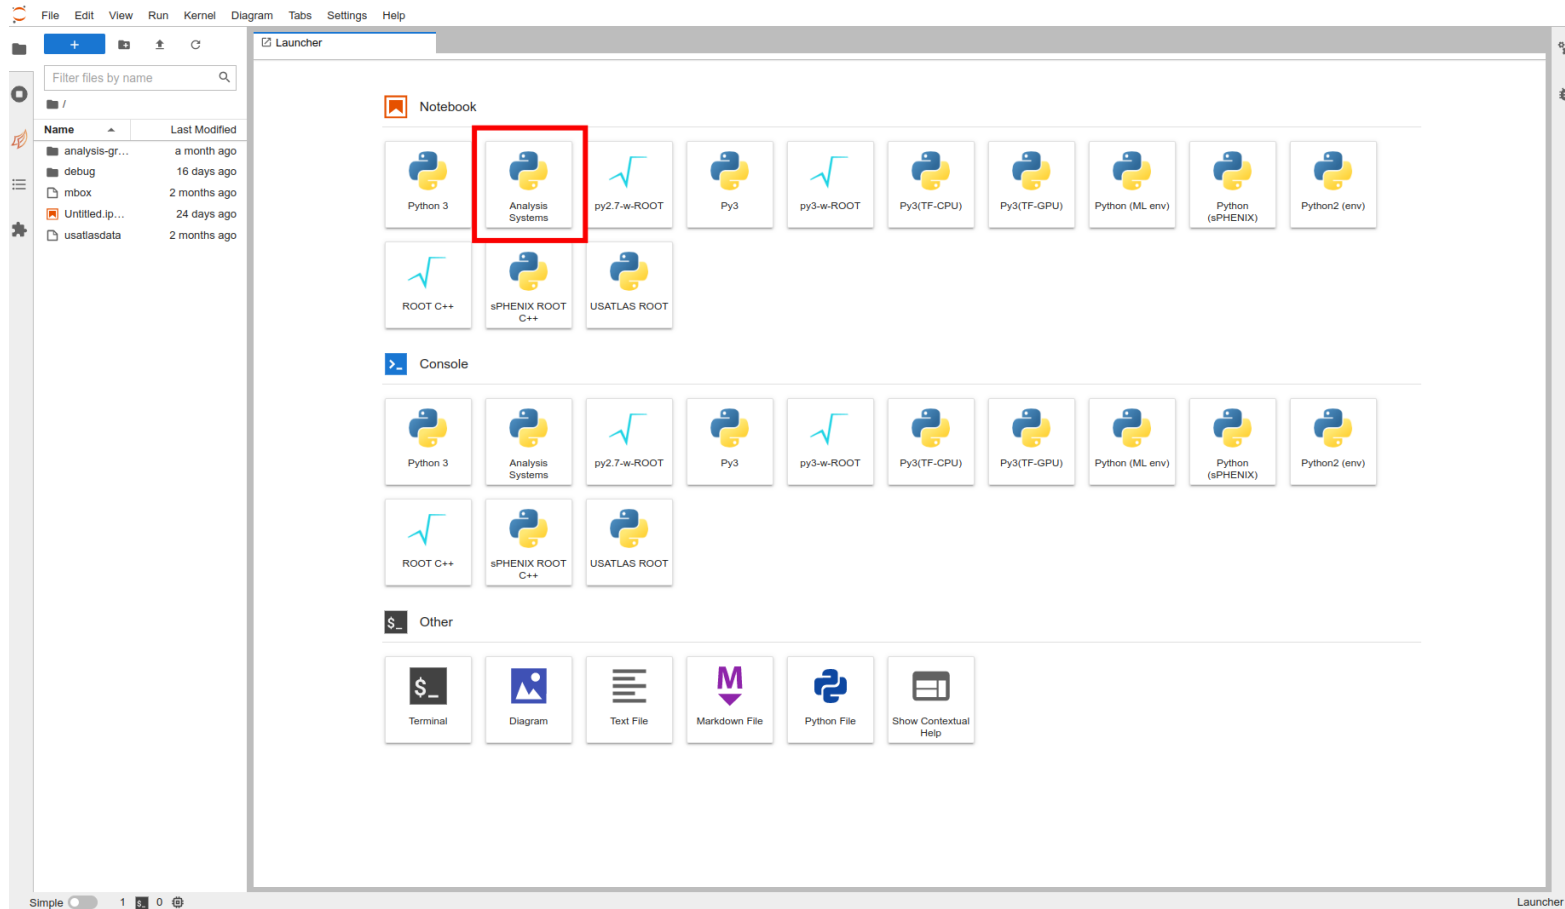 File Edit View Run Kernel Diagram Tabs Settings Help
+
Filter files by name
/
Name Last Modified
analysis-gr... a month ago
debug 16 days ago
mbox 2 months ago
Untitled.ip... 24 days ago
usatlasdata 2 months ago
Launcher
Notebook
Python 3
Analysis
Systems
py2.7-w-ROOT
Py3
py3-w-ROOT
Py3(TF-CPU)
Py3(TF-GPU)
Python (ML env)
Python
(sPHENIX)
Python2 (env)
ROOT C++
sPHENIX ROOT
C++
USATLAS ROOT
Console
Python 3
Analysis
Systems
py2.7-w-ROOT
Py3
py3-w-ROOT
Py3(TF-CPU)
Py3(TF-GPU)
Python (ML env)
Python
(sPHENIX)
Python2 (env)
ROOT C++
sPHENIX ROOT
C++
USATLAS ROOT
$_ Other
$_
Terminal
Diagram
Text File
M
Markdown File
Python File
Show Contextual
Help
Simple 1 $_ 0 Launcher